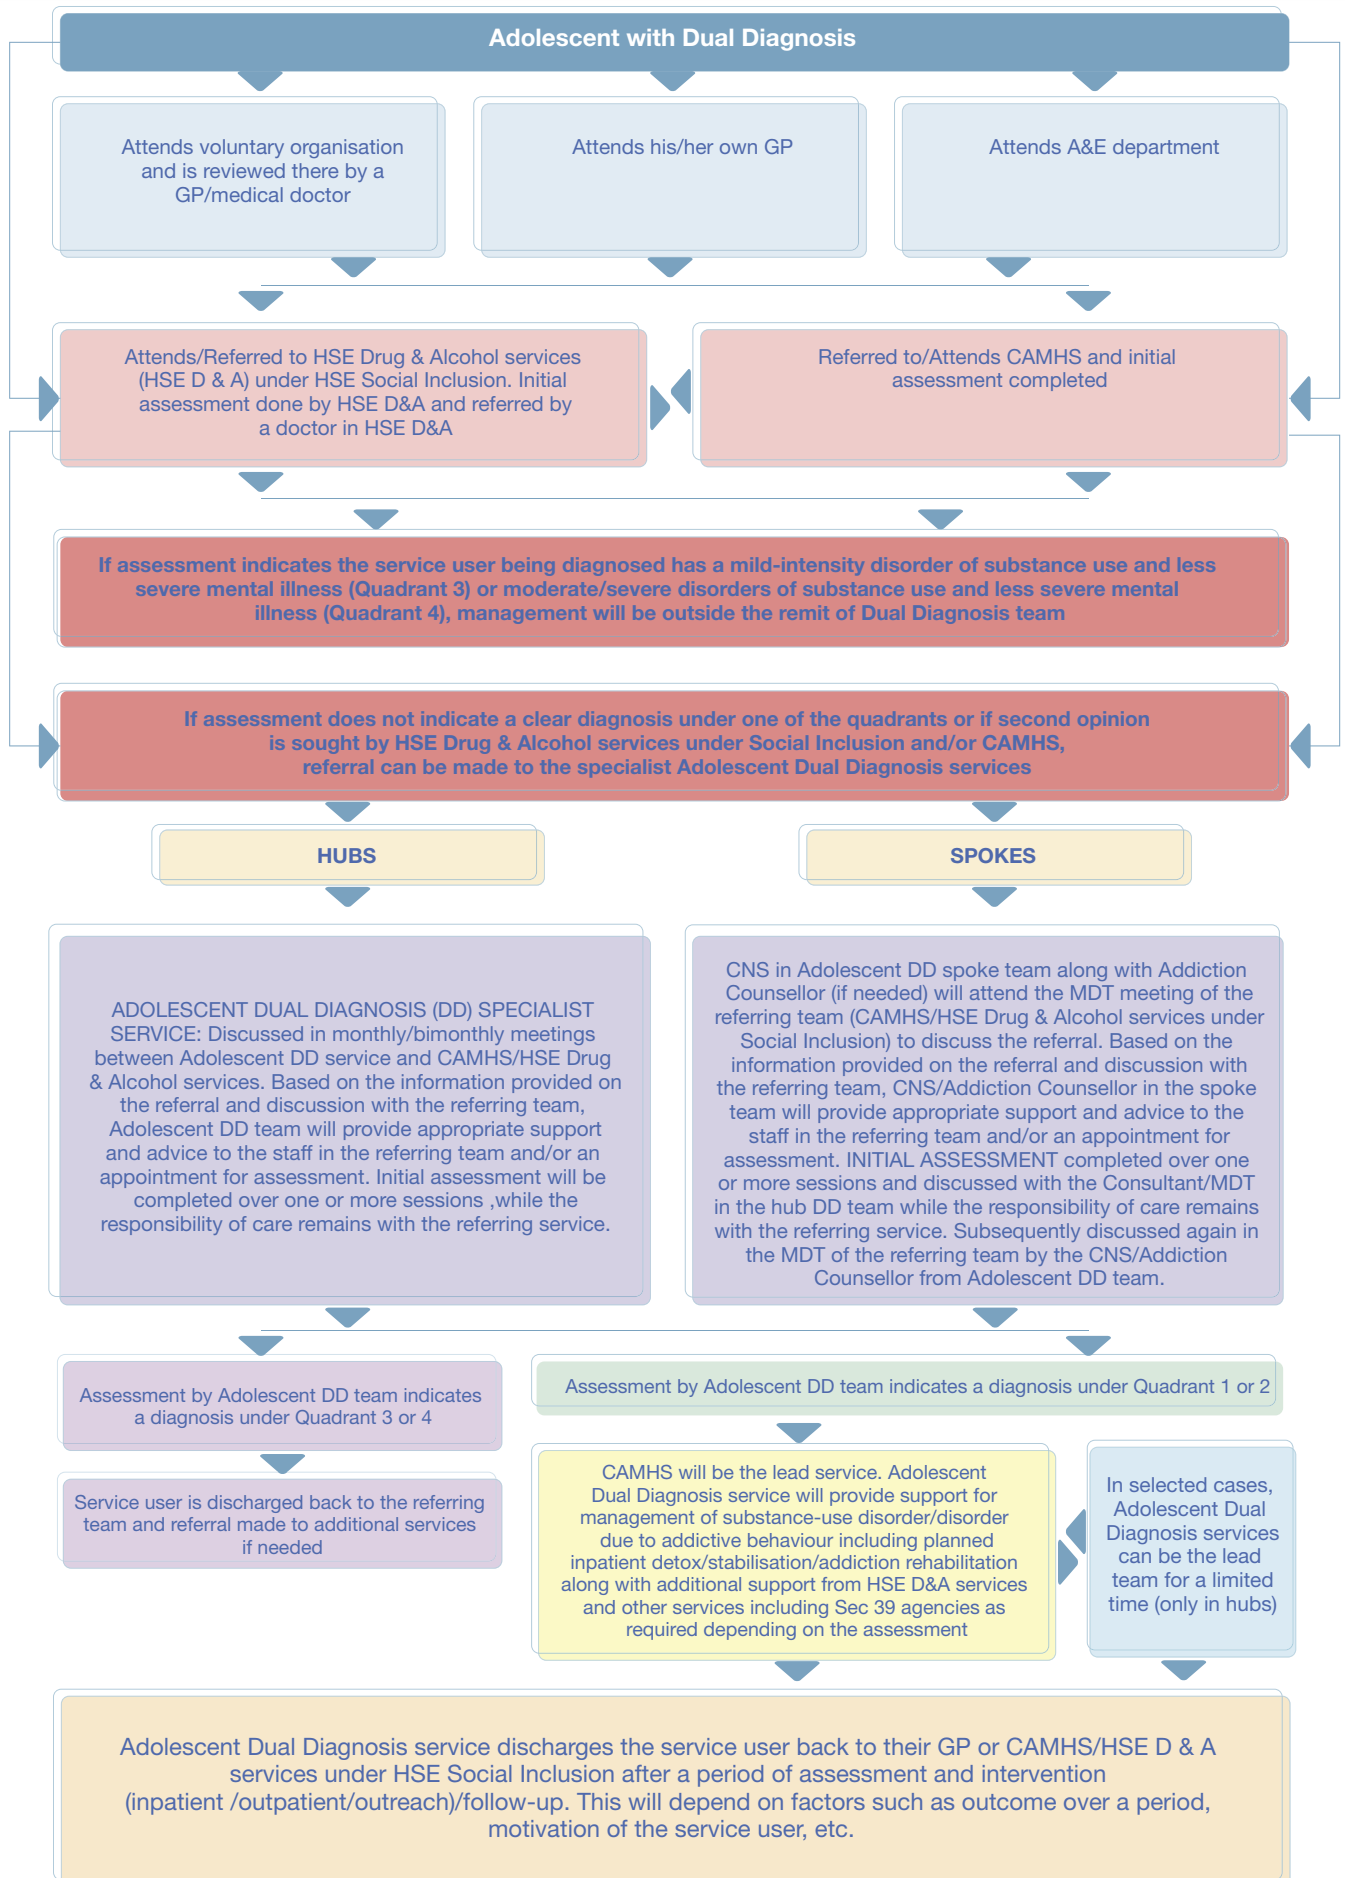 Adolescent with Dual Diagnosis
Attends voluntary organisation
and is reviewed there by a
GP/medical doctor
Attends his/her own GP
Attends A&E department
Attends/Referred to HSE Drug & Alcohol services
(HSE D & A) under HSE Social Inclusion. Initial
assessment done by HSE D&A and referred by
a doctor in HSE D&A
Referred to/Attends CAMHS and initial
assessment completed
If assessment indicates the service user being diagnosed has a mild-intensity disorder of substance use and less
severe mental illness (Quadrant 3) or moderate/severe disorders of substance use and less severe mental
illness (Quadrant 4), management will be outside the remit of Dual Diagnosis team
If assessment does not indicate a clear diagnosis under one of the quadrants or if second opinion
is sought by HSE Drug & Alcohol services under Social Inclusion and/or CAMHS,
referral can be made to the specialist Adolescent Dual Diagnosis services
HUBS
SPOKES
ADOLESCENT DUAL DIAGNOSIS (DD) SPECIALIST
SERVICE: Discussed in monthly/bimonthly meetings
between Adolescent DD service and CAMHS/HSE Drug
& Alcohol services. Based on the information provided on
the referral and discussion with the referring team,
Adolescent DD team will provide appropriate support
and advice to the staff in the referring team and/or an
appointment for assessment. Initial assessment will be
completed over one or more sessions ,while the
responsibility of care remains with the referring service.
CNS in Adolescent DD spoke team along with Addiction
Counsellor (if needed) will attend the MDT meeting of the
referring team (CAMHS/HSE Drug & Alcohol services under
Social Inclusion) to discuss the referral. Based on the
information provided on the referral and discussion with
the referring team, CNS/Addiction Counsellor in the spoke
team will provide appropriate support and advice to the
staff in the referring team and/or an appointment for
assessment. INITIAL ASSESSMENT completed over one
or more sessions and discussed with the Consultant/MDT
in the hub DD team while the responsibility of care remains
with the referring service. Subsequently discussed again in
the MDT of the referring team by the CNS/Addiction
Counsellor from Adolescent DD team.
Assessment by Adolescent DD team indicates
a diagnosis under Quadrant 3 or 4
Assessment by Adolescent DD team indicates a diagnosis under Quadrant 1 or 2
Service user is discharged back to the referring
team and referral made to additional services
if needed
CAMHS will be the lead service. Adolescent
Dual Diagnosis service will provide support for
management of substance-use disorder/disorder
due to addictive behaviour including planned
inpatient detox/stabilisation/addiction rehabilitation
along with additional support from HSE D&A services
and other services including Sec 39 agencies as
required depending on the assessment
In selected cases,
Adolescent Dual
Diagnosis services
can be the lead
team for a limited
time (only in hubs)
Adolescent Dual Diagnosis service discharges the service user back to their GP or CAMHS/HSE D & A
services under HSE Social Inclusion after a period of assessment and intervention
(inpatient /outpatient/outreach)/follow-up. This will depend on factors such as outcome over a period,
motivation of the service user, etc.